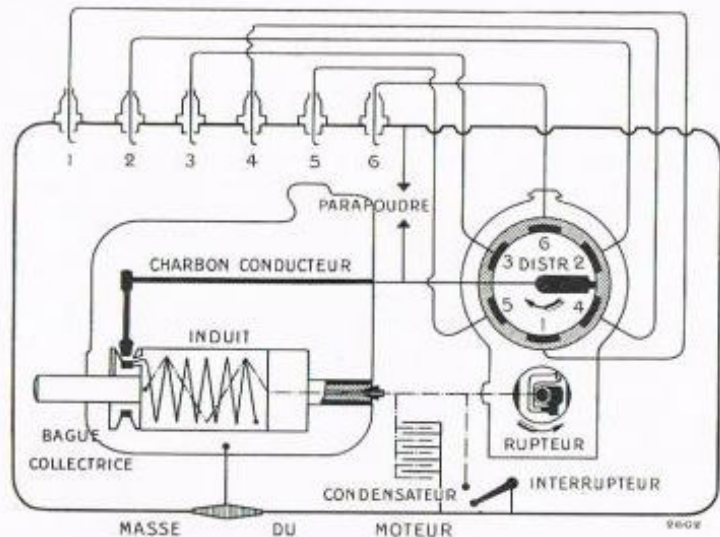 1 2 3 4 5 6
PARAFOUDRE
CHARBON CONDUCTEUR
6
3 DISTR. 2
5 4
1
INDUIT
BAGUE
COLLECTRICE
RUPTEUR
CONDENSATEUR
INTERRUPTEUR
MASSE DU MOTEUR
2602